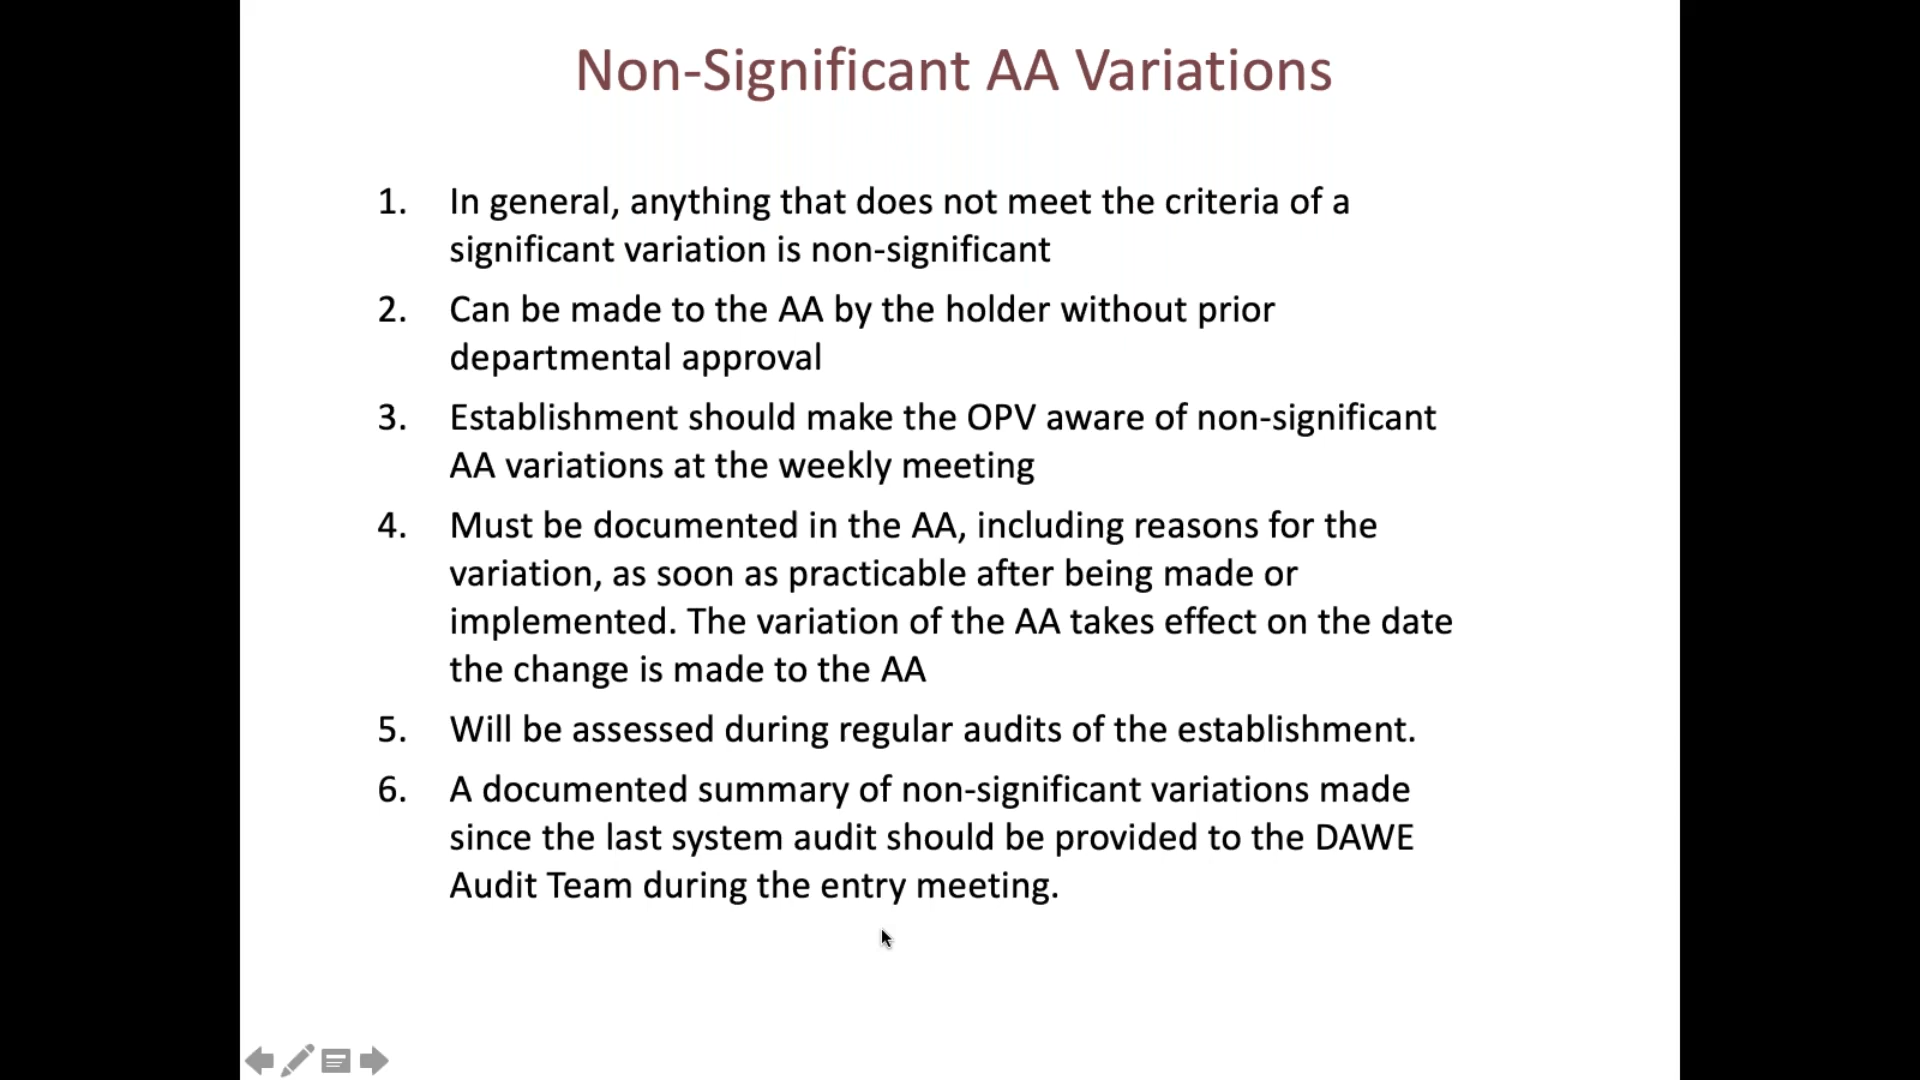 Non-Significant AA Variations
1. In general, anything that does not meet the criteria of a
significant variation is non-significant
2. Can be made to the AA by the holder without prior
departmental approval
3. Establishment should make the OPV aware of non-significant
AA variations at the weekly meeting
4. Must be documented in the AA, including reasons for the
variation, as soon as practicable after being made or
implemented. The variation of the AA takes effect on the date
the change is made to the AA
5. Will be assessed during regular audits of the establishment.
6. A documented summary of non-significant variations made
since the last system audit should be provided to the DAWE
Audit Team during the entry meeting.